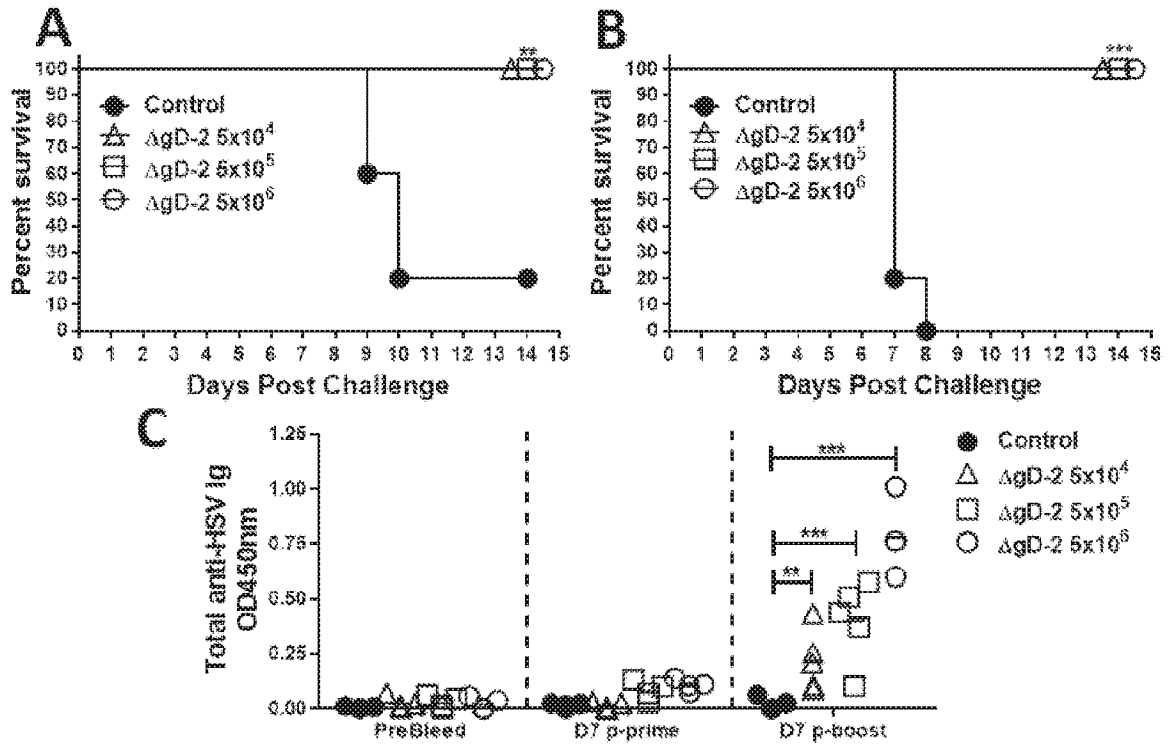 A
**
Percent survival
100
90
80
70
60
50
40
30
20
10
0
Control
ΔgD-2 5x10⁴
ΔgD-2 5x10⁵
ΔgD-2 5x10⁶
0 1 2 3 4 5 6 7 8 9 10 11 12 13 14 15
Days Post Challenge
B
***
Percent survival
100
90
80
70
60
50
40
30
20
10
0
Control
ΔgD-2 5x10⁴
ΔgD-2 5x10⁵
ΔgD-2 5x10⁶
0 1 2 3 4 5 6 7 8 9 10 11 12 13 14 15
Days Post Challenge
C
Total anti-HSV Ig
OD450nm
1.25
1.00
0.75
0.50
0.25
0.00
***
***
**
PreBleed D7 p-prime D7 p-boost
Control
ΔgD-2 5x10⁴
ΔgD-2 5x10⁵
ΔgD-2 5x10⁶